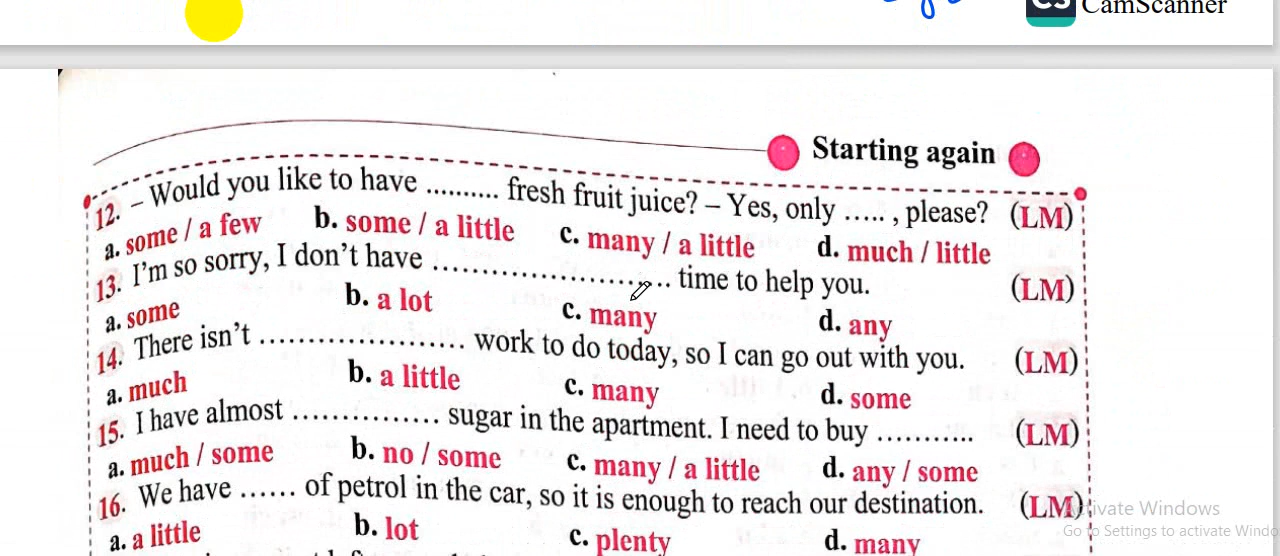 CamScanner
Starting again
12. – Would you like to have .......... fresh fruit juice? – Yes, only ..... , please? (LM)
a. some / a few b. some / a little c. many / a little d. much / little
13. I'm so sorry, I don't have .............................. time to help you. (LM)
a. some b. a lot c. many d. any
14. There isn't ........................ work to do today, so I can go out with you. (LM)
a. much b. a little c. many d. some
15. I have almost ................. sugar in the apartment. I need to buy ........... (LM)
a. much / some b. no / some c. many / a little d. any / some
16. We have ...... of petrol in the car, so it is enough to reach our destination. (LM)
a. a little b. lot c. plenty d. many
Activate Windows
Go to Settings to activate Windo